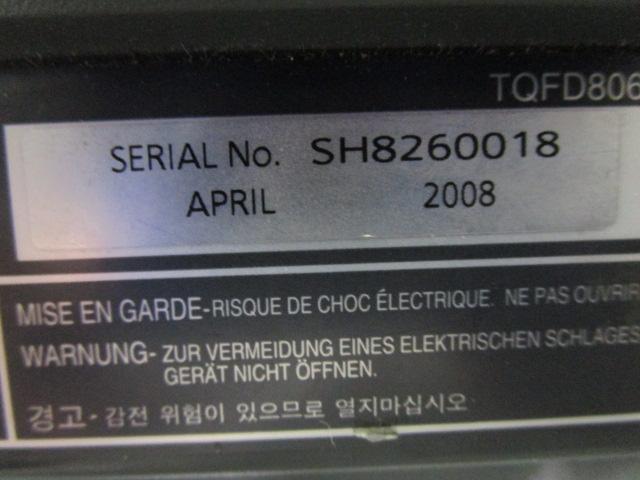 TQFD806
SERIAL No. SH8260018
APRIL 2008
MISE EN GARDE-RISQUE DE CHOC ÉLECTRIQUE. NE PAS OUVRIR
WARNUNG- ZUR VERMEIDUNG EINES ELEKTRISCHEN SCHLAGES
GERÄT NICHT ÖFFNEN.
경고 - 감전 위험이 있으므로 열지마십시오